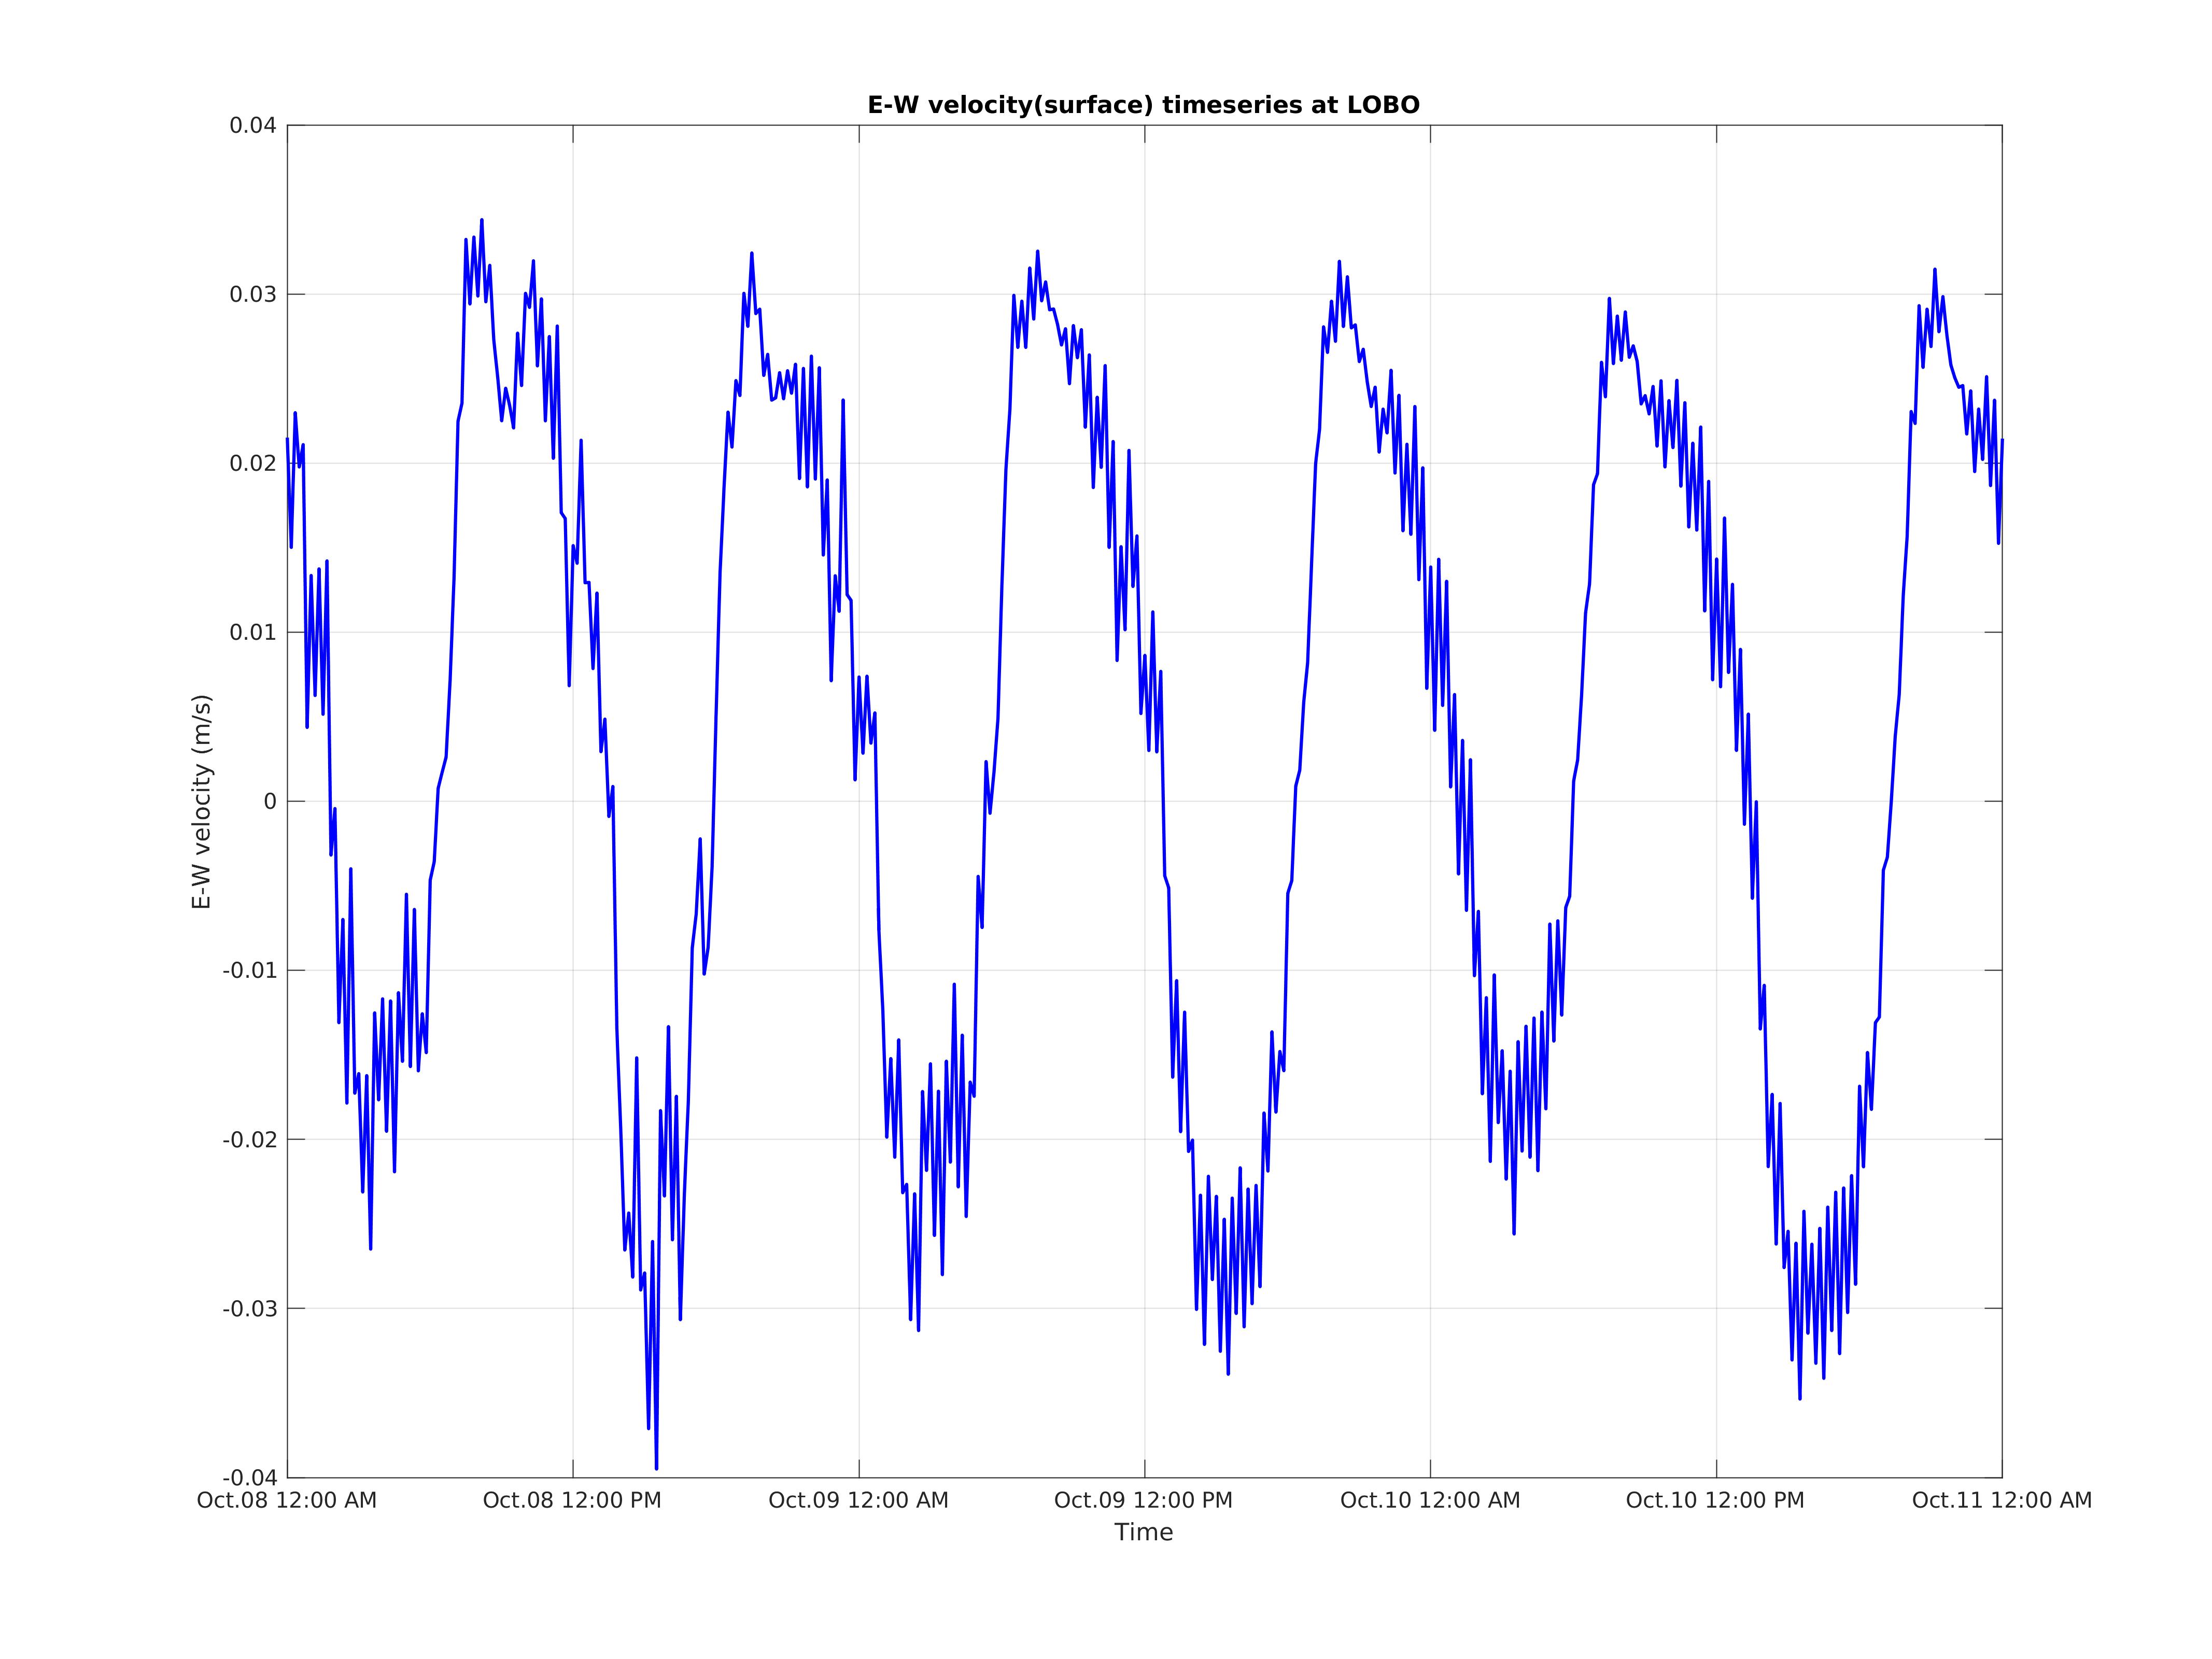 E-W velocity(surface) timeseries at LOBO
0.04
0.03
0.02
0.01
0
-0.01
-0.02
-0.03
-0.04
E-W velocity (m/s)
Oct.08 12:00 AM
Oct.08 12:00 PM
Oct.09 12:00 AM
Oct.09 12:00 PM
Oct.10 12:00 AM
Oct.10 12:00 PM
Oct.11 12:00 AM
Time